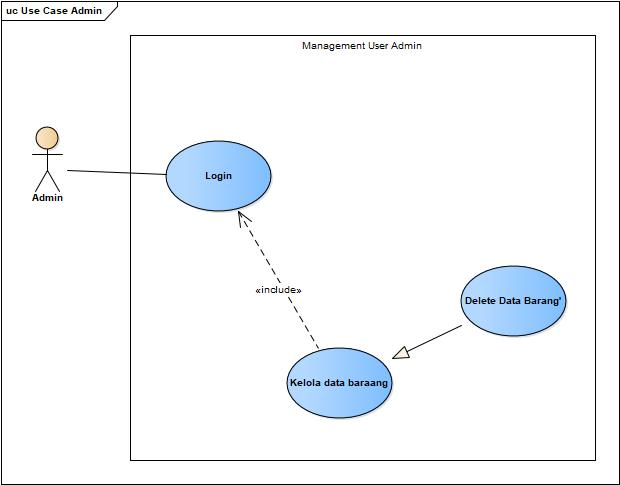 uc Use Case Admin
Management User Admin
Login
Admin
«include»
Delete Data Barang'
Kelola data baraang